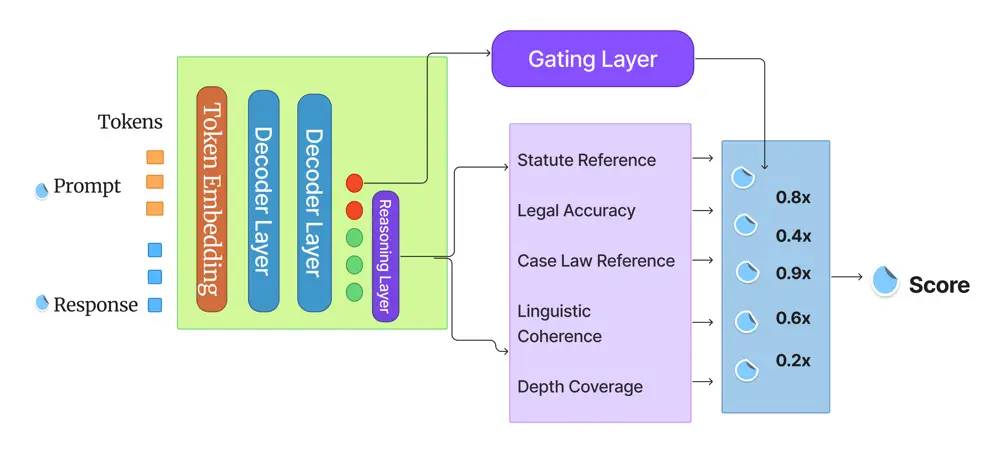 Gating Layer
Tokens
Prompt
Response
Token Embedding
Decoder Layer
Decoder Layer
Reasoning Layer
Statute Reference
Legal Accuracy
Case Law Reference
Linguistic
Coherence
Depth Coverage
0.8x
0.4x
0.9x
0.6x
0.2x
Score